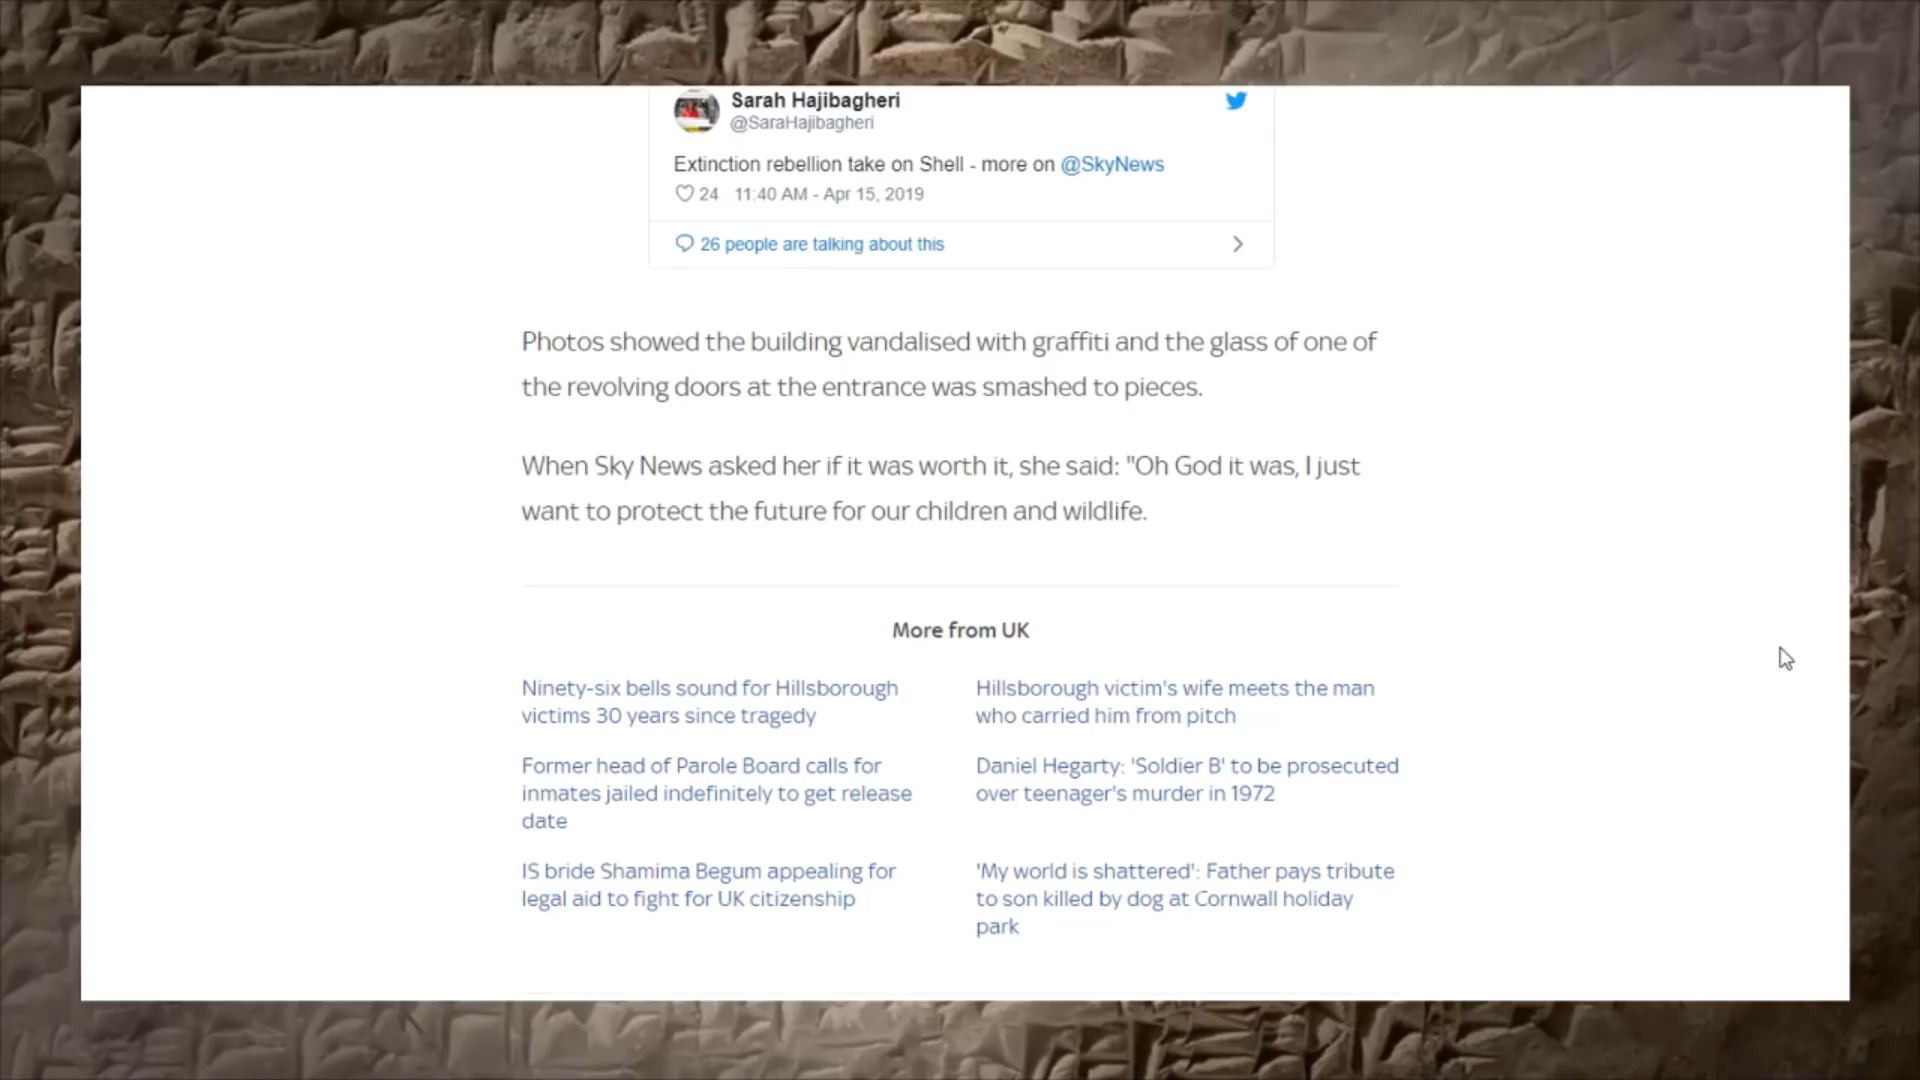 Sarah Hajibagheri
@SaraHajibagheri
Extinction rebellion take on Shell - more on @SkyNews
24 11:40 AM - Apr 15, 2019
26 people are talking about this
Photos showed the building vandalised with graffiti and the glass of one of
the revolving doors at the entrance was smashed to pieces.
When Sky News asked her if it was worth it, she said: "Oh God it was, I just
want to protect the future for our children and wildlife.
More from UK
Ninety-six bells sound for Hillsborough
victims 30 years since tragedy
Hillsborough victim's wife meets the man
who carried him from pitch
Former head of Parole Board calls for
inmates jailed indefinitely to get release
date
Daniel Hegarty: 'Soldier B' to be prosecuted
over teenager's murder in 1972
IS bride Shamima Begum appealing for
legal aid to fight for UK citizenship
'My world is shattered': Father pays tribute
to son killed by dog at Cornwall holiday
park